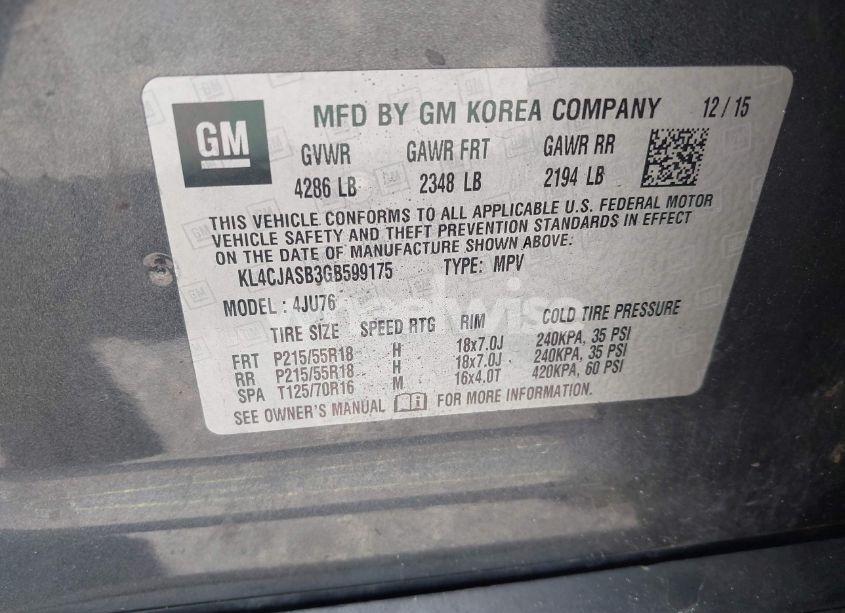 GM
MFD BY GM KOREA COMPANY 12/15
GVWR GAWR FRT GAWR RR
4286 LB 2348 LB 2194 LB
THIS VEHICLE CONFORMS TO ALL APPLICABLE U.S. FEDERAL MOTOR
VEHICLE SAFETY AND THEFT PREVENTION STANDARDS IN EFFECT
ON THE DATE OF MANUFACTURE SHOWN ABOVE:
KL4CJASB3GB599175 TYPE: MPV
MODEL: 4JU76
TIRE SIZE SPEED RTG RIM COLD TIRE PRESSURE
FRT P215/55R18 H 18x7.0J 240KPA, 35 PSI
RR P215/55R18 H 18x7.0J 240KPA, 35 PSI
SPA T125/70R16 M 16x4.0T 420KPA, 60 PSI
SEE OWNER'S MANUAL FOR MORE INFORMATION.